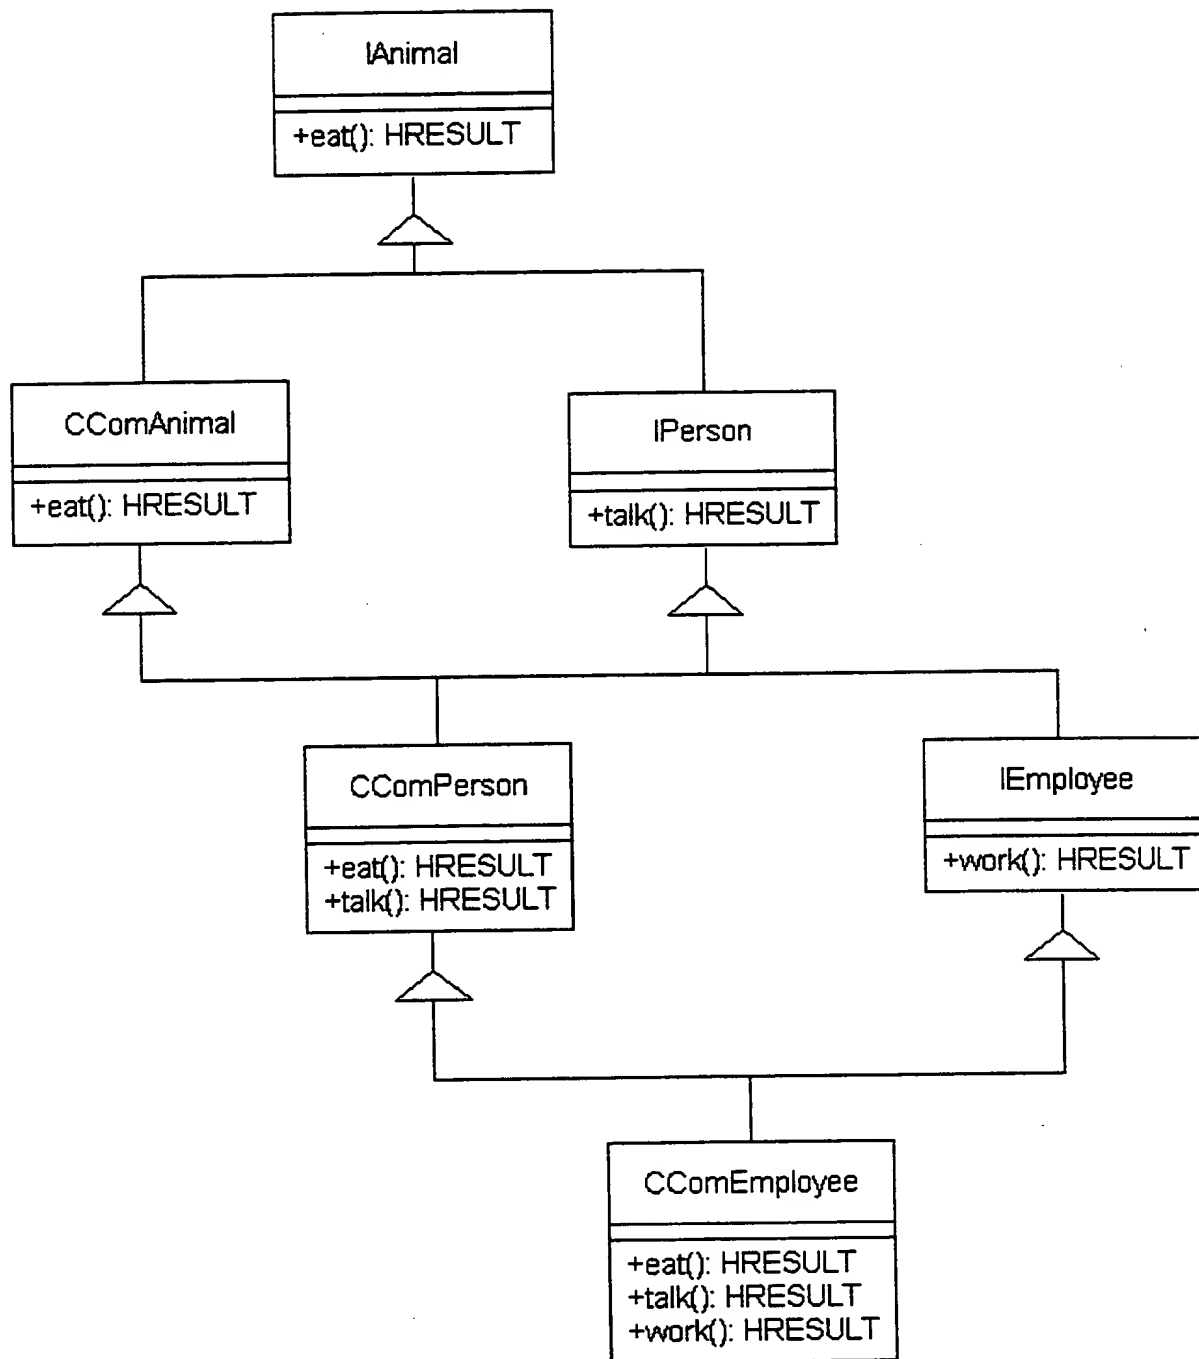 IAnimal
+eat(): HRESULT
CComAnimal
+eat(): HRESULT
IPerson
+talk(): HRESULT
CComPerson
+eat(): HRESULT
+talk(): HRESULT
IEmployee
+work(): HRESULT
CComEmployee
+eat(): HRESULT
+talk(): HRESULT
+work(): HRESULT